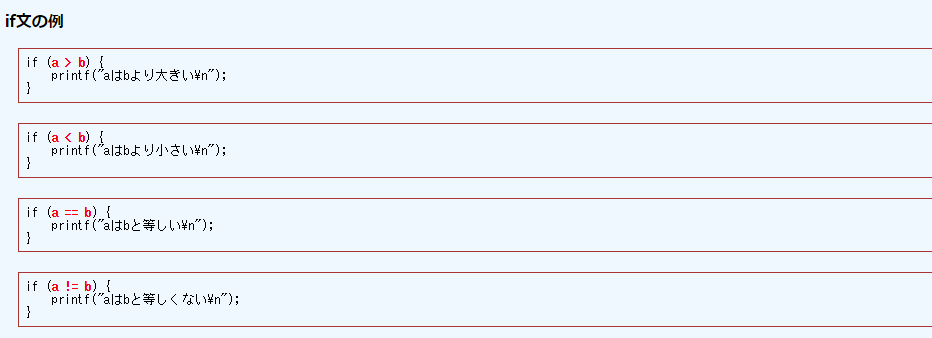 if文の例
if (a > b) {
    printf("aはbより大きい¥n");
}
if (a < b) {
    printf("aはbより小さい¥n");
}
if (a == b) {
    printf("aはbと等しい¥n");
}
if (a != b) {
    printf("aはbと等しくない¥n");
}